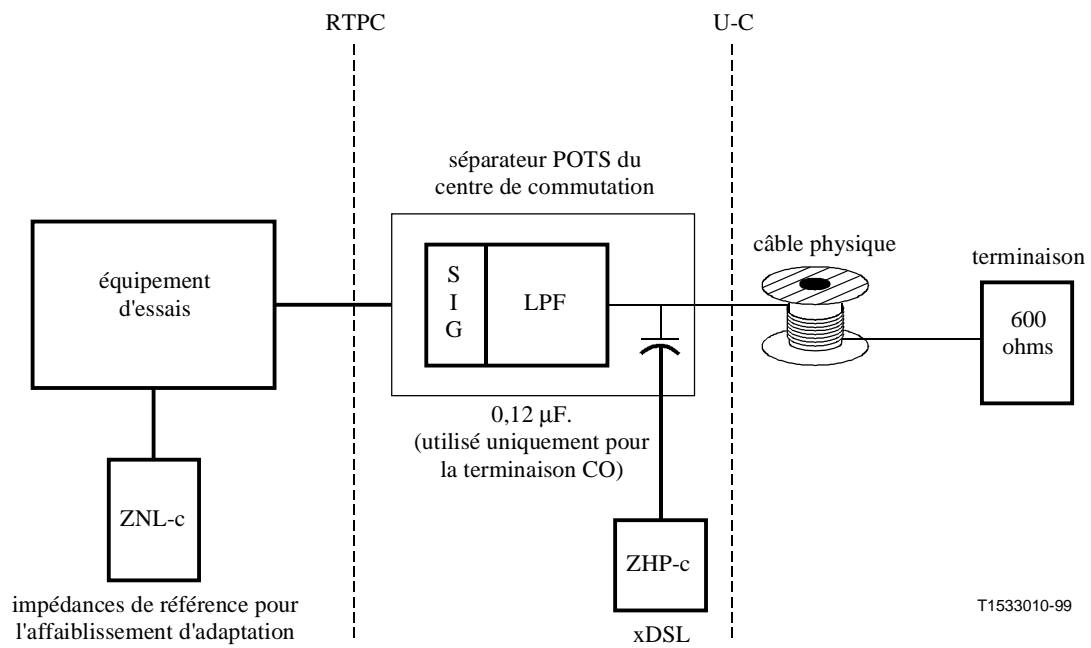 RTPC
U-C
séparateur POTS du
centre de commutation
câble physique
terminaison
équipement
d'essais
S
I
G
LPF
600
ohms
0,12 µF.
(utilisé uniquement pour
la terminaison CO)
ZNL-c
ZHP-c
impédances de référence pour
l'affaiblissement d'adaptation
xDSL
T1533010-99